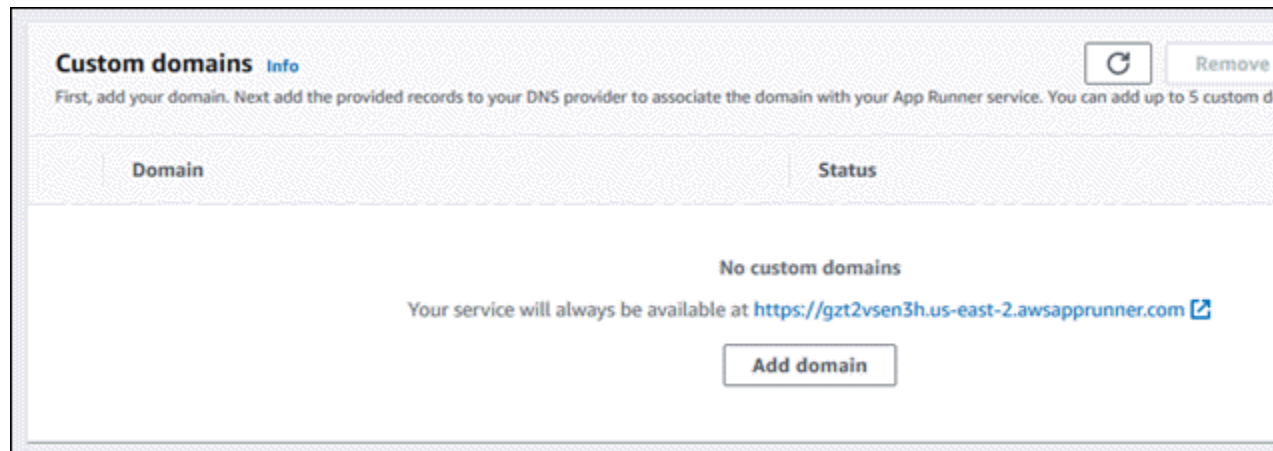 Custom domains Info
Remove
First, add your domain. Next add the provided records to your DNS provider to associate the domain with your App Runner service. You can add up to 5 custom d
Domain Status
No custom domains
Your service will always be available at https://gzt2vsen3h.us-east-2.awsapprunner.com
Add domain